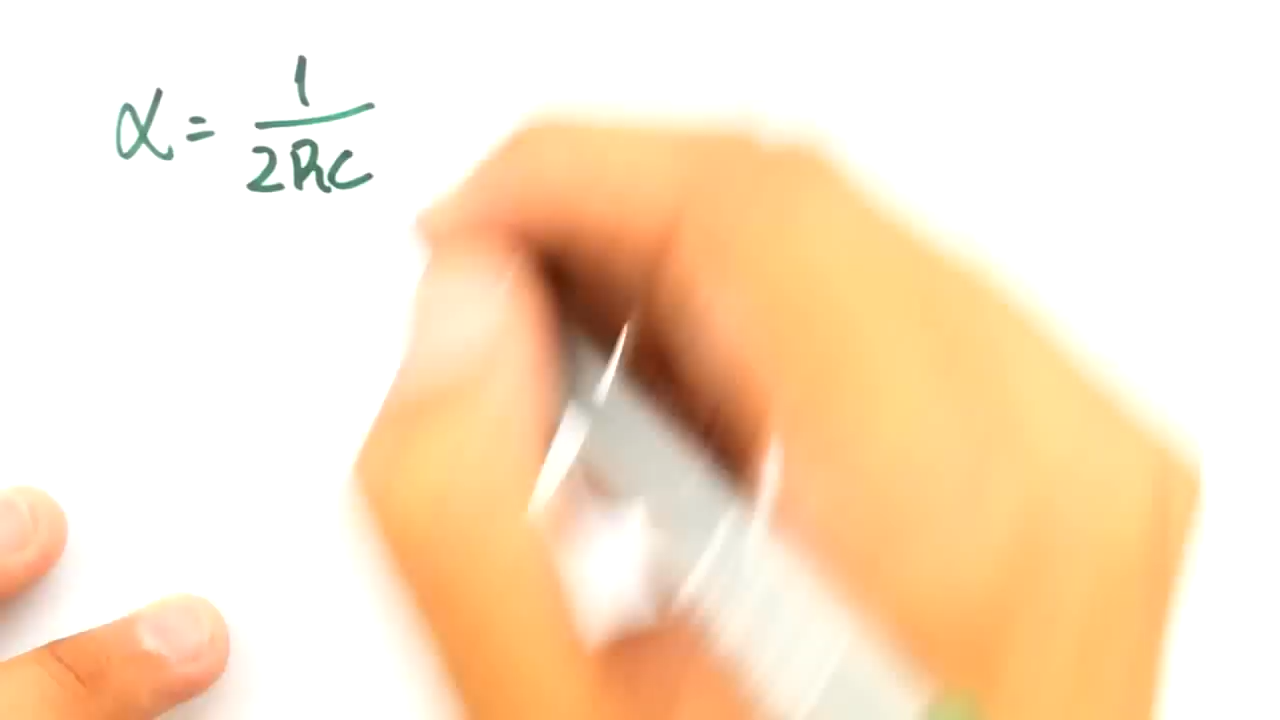 α = 1/2RC